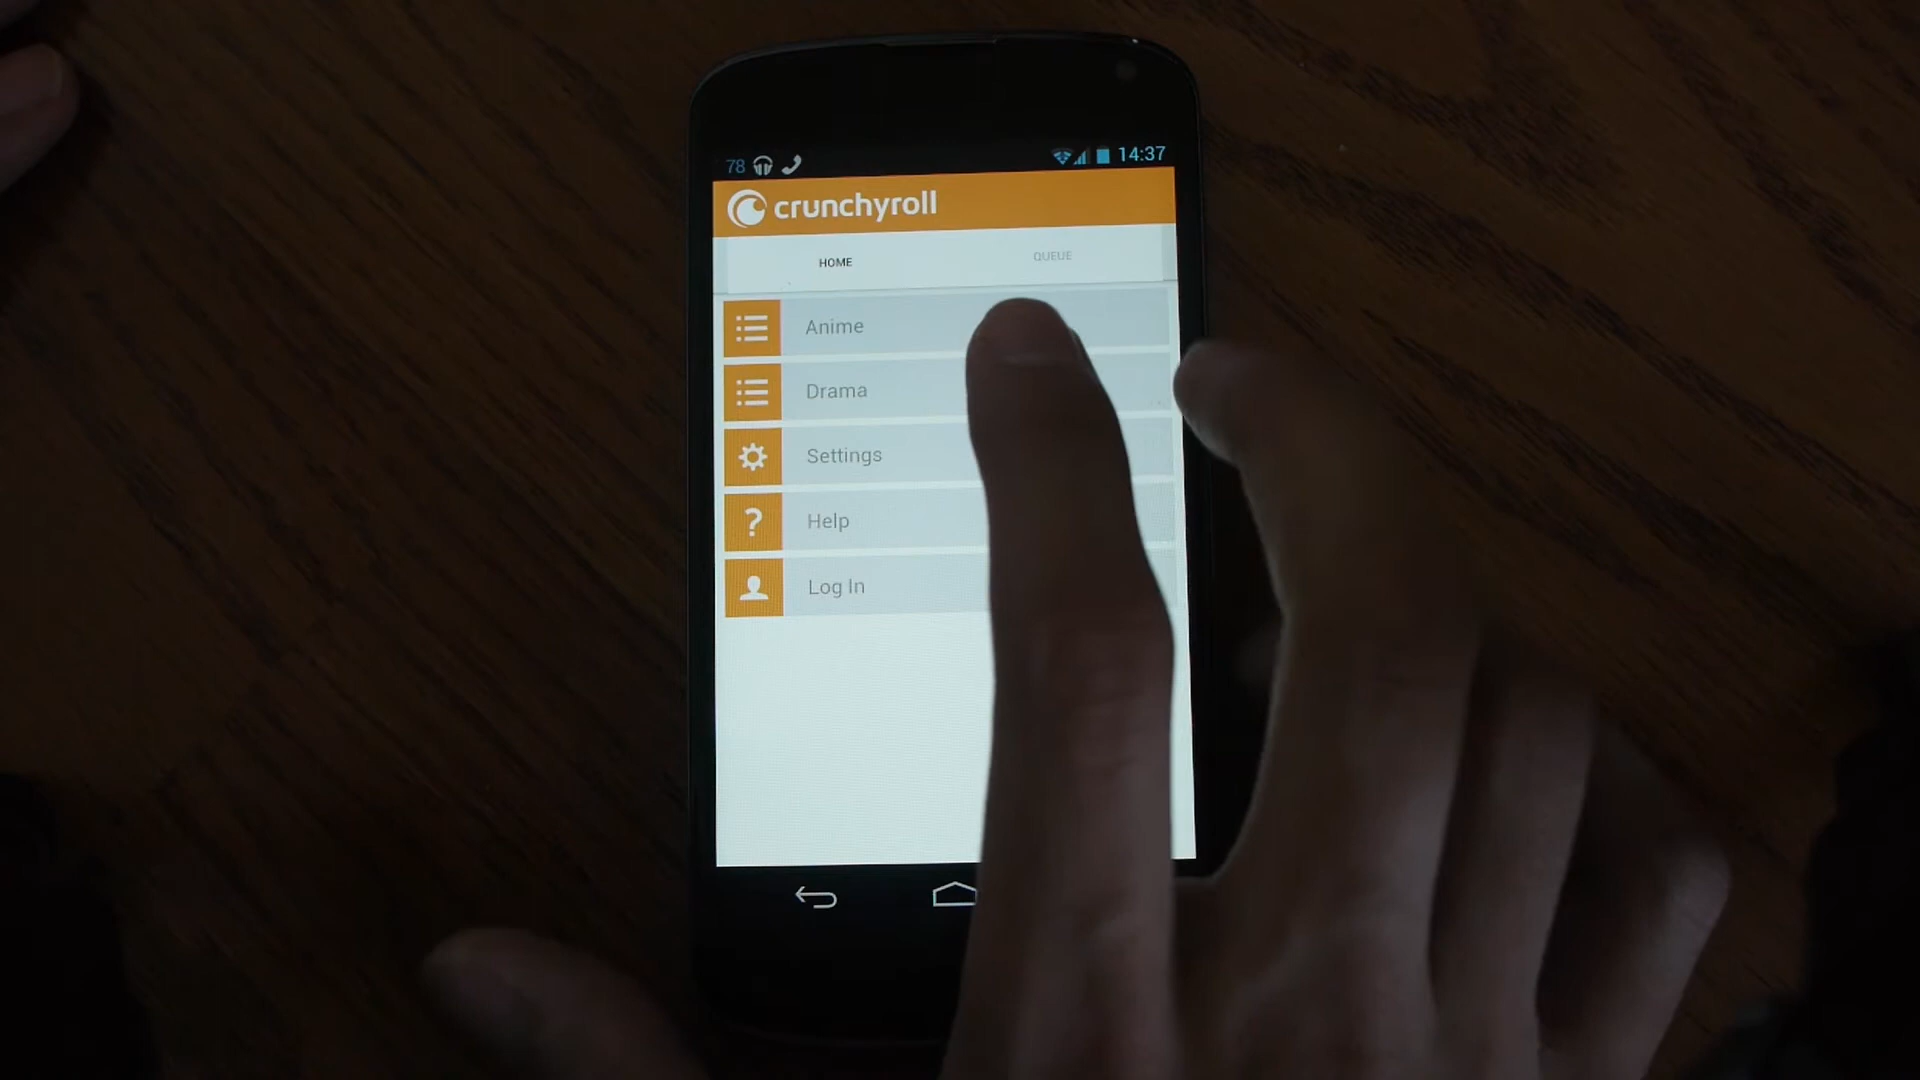 78 14:37
crunchyroll
HOME QUEUE
Anime
Drama
Settings
?
Help
Log In